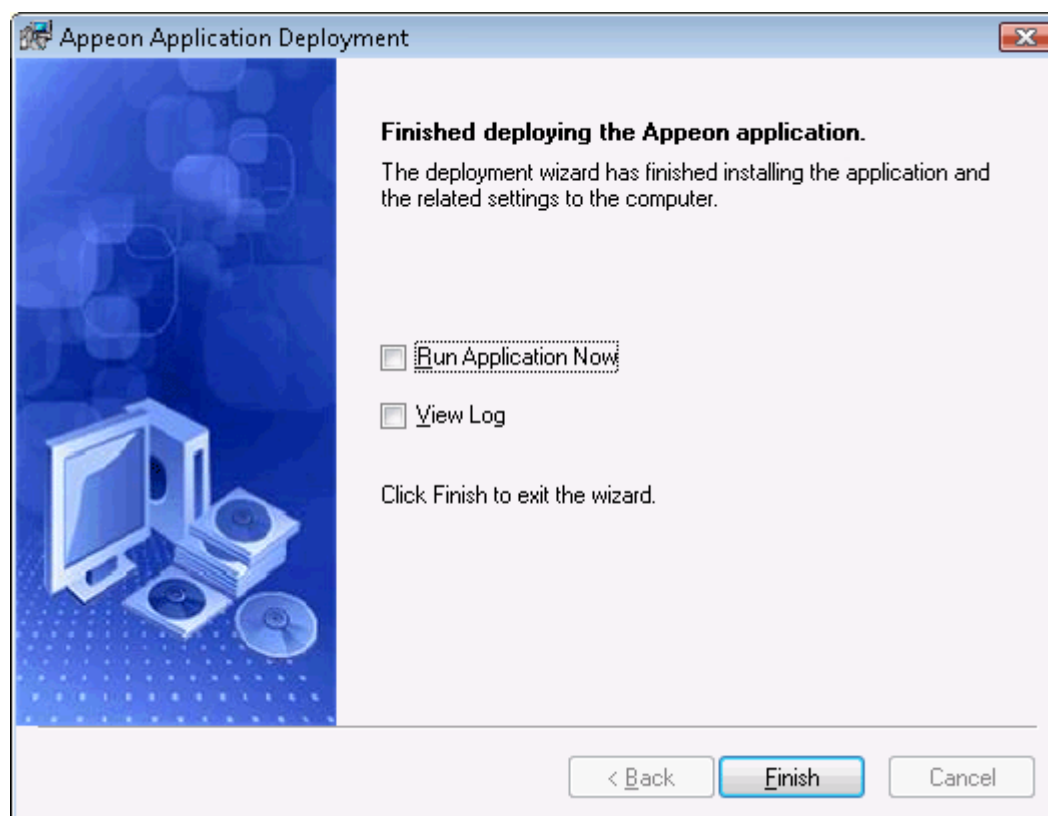 Appeon Application Deployment
Finished deploying the Appeon application.
The deployment wizard has finished installing the application and
the related settings to the computer.
Run Application Now
View Log
Click Finish to exit the wizard.
< Back
Finish
Cancel